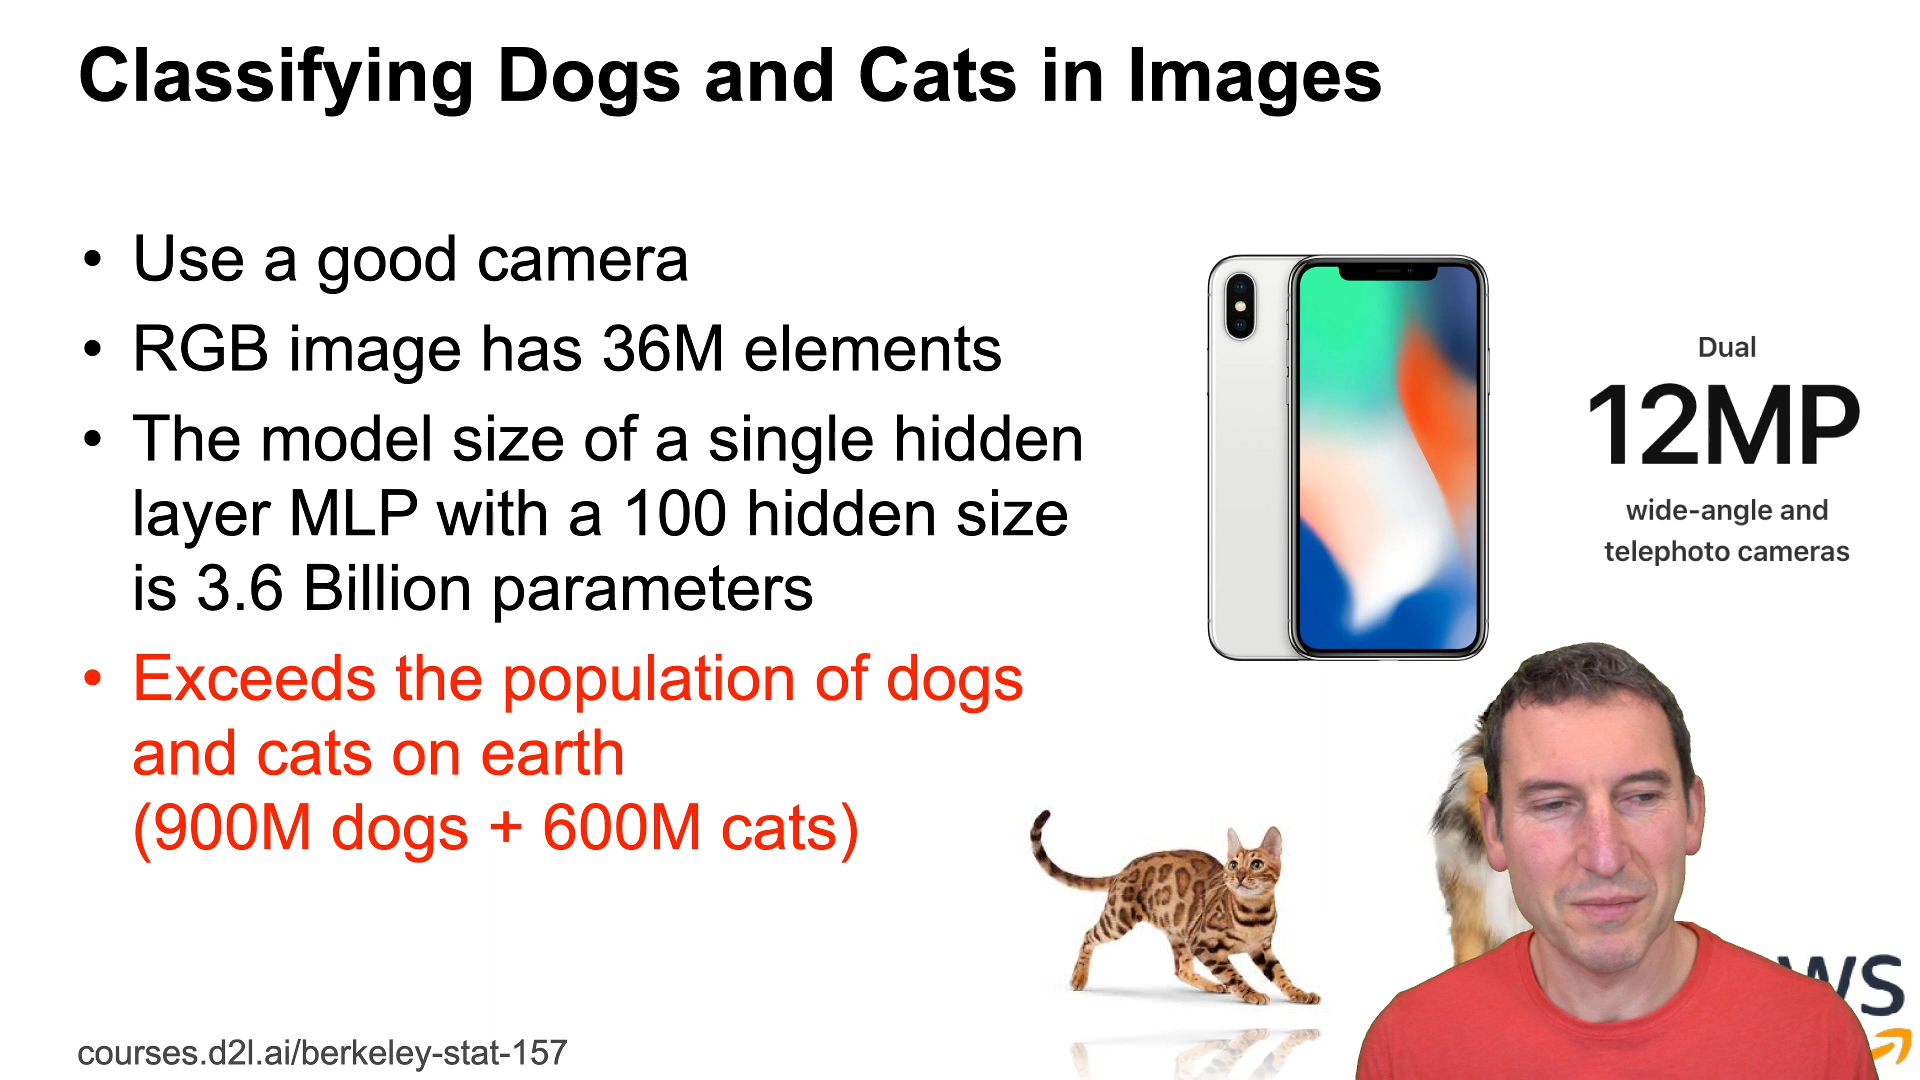 Classifying Dogs and Cats in Images
• Use a good camera
• RGB image has 36M elements
• The model size of a single hidden
layer MLP with a 100 hidden size
is 3.6 Billion parameters
• Exceeds the population of dogs
and cats on earth
(900M dogs + 600M cats)
Dual
12MP
wide-angle and
telephoto cameras
courses.d2l.ai/berkeley-stat-157